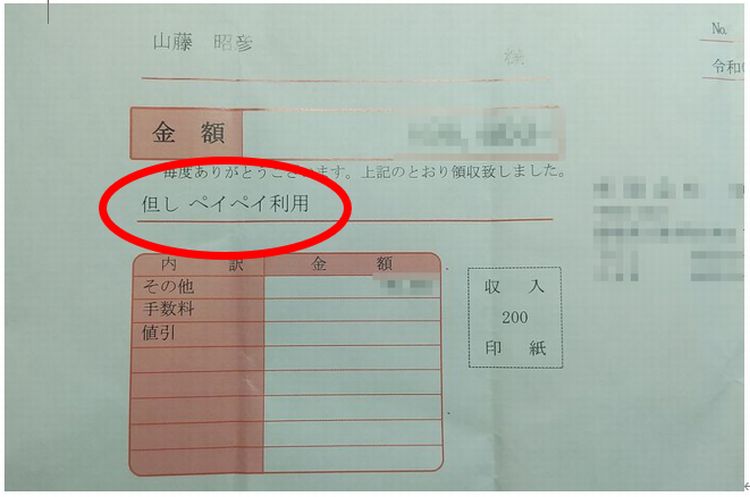 山藤 昭彦 様
No.
令和
金額
毎度ありがとうございます。上記のとおり領収致しました。
但し ペイペイ利用
内訳 金額
その他
手数料
値引
収入
200
印紙